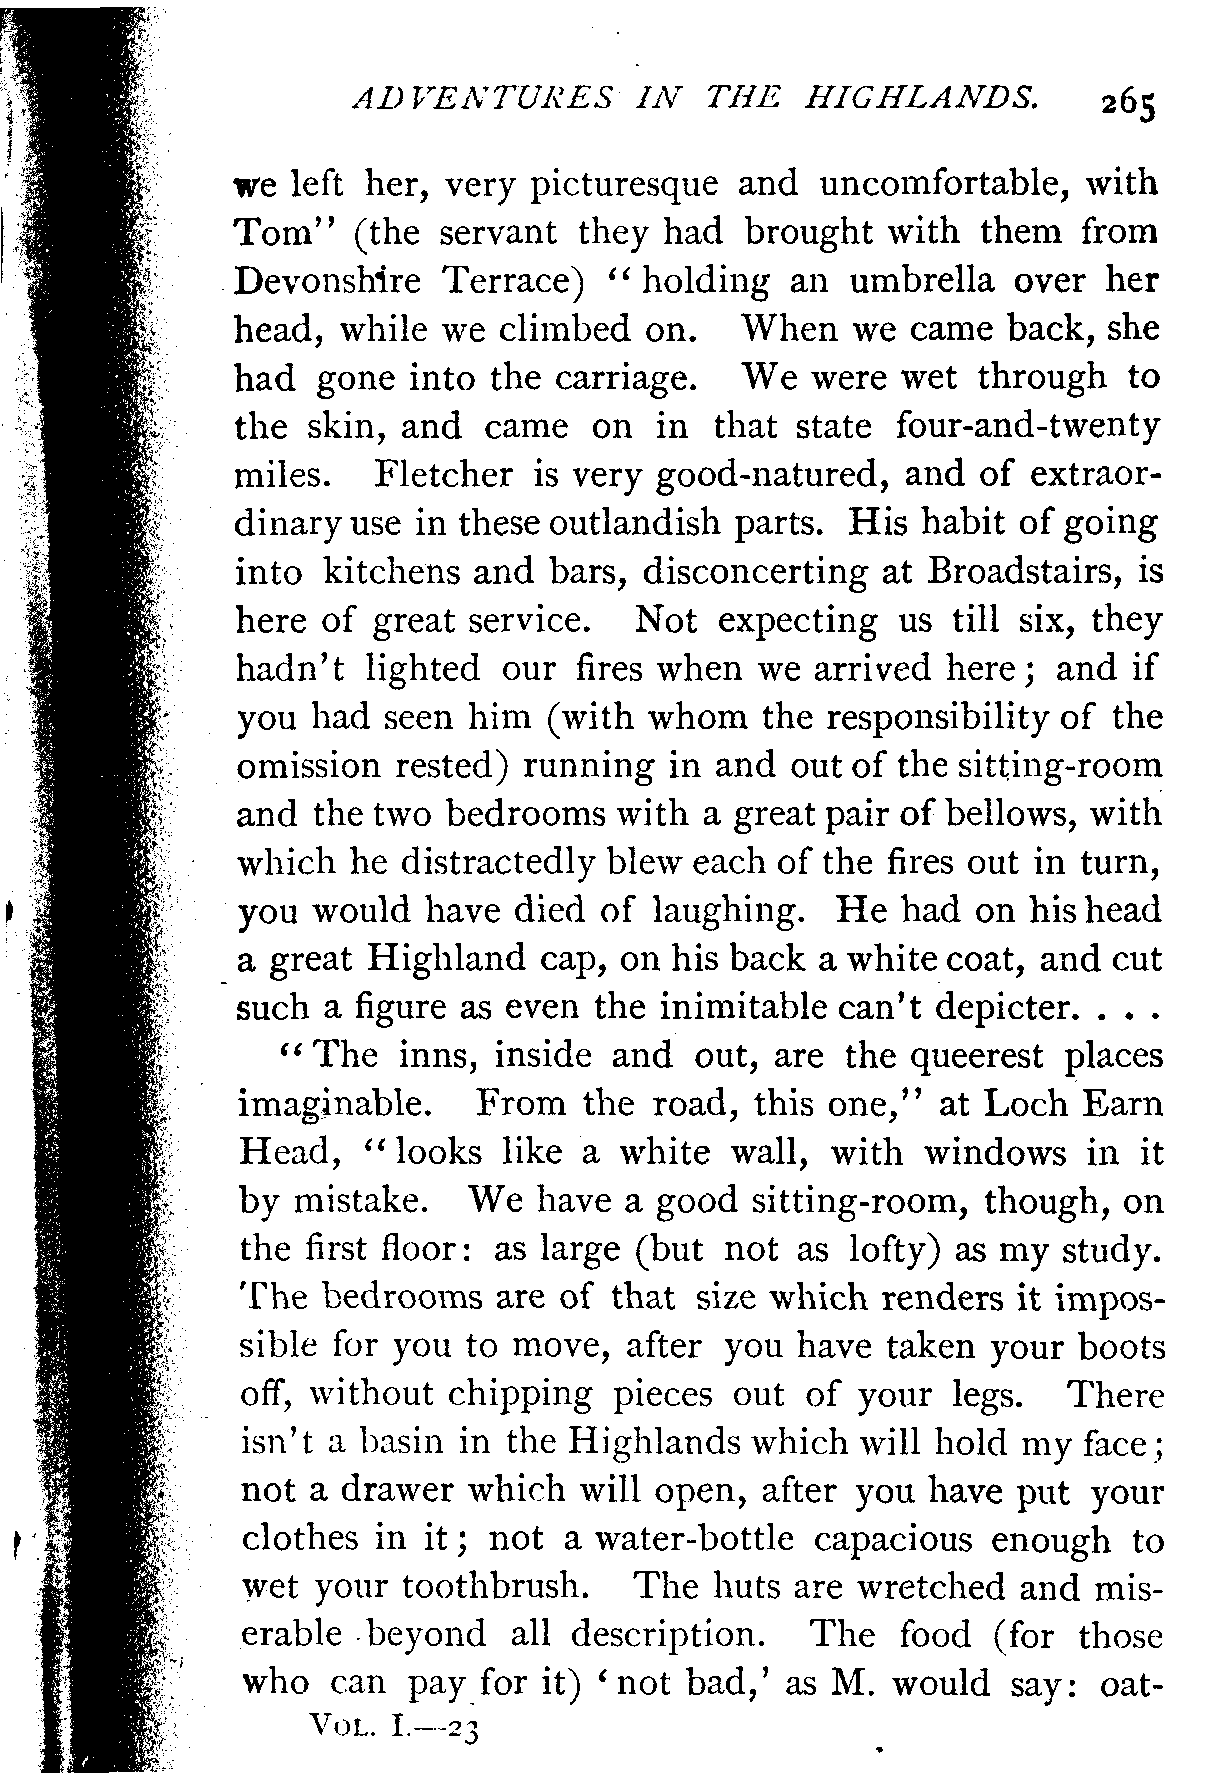 ADVENTURES IN THE HIGHLANDS. 265
we left her, very picturesque and uncomfortable, with
Tom" (the servant they had brought with them from
Devonshire Terrace) "holding an umbrella over her
head, while we climbed on. When we came back, she
had gone into the carriage. We were wet through to
the skin, and came on in that state four-and-twenty
miles. Fletcher is very good-natured, and of extraor-
dinary use in these outlandish parts. His habit of going
into kitchens and bars, disconcerting at Broadstairs, is
here of great service. Not expecting us till six, they
hadn't lighted our fires when we arrived here; and if
you had seen him (with whom the responsibility of the
omission rested) running in and out of the sitting-room
and the two bedrooms with a great pair of bellows, with
which he distractedly blew each of the fires out in turn,
you would have died of laughing. He had on his head
a great Highland cap, on his back a white coat, and cut
such a figure as even the inimitable can't depicter. . . .
"The inns, inside and out, are the queerest places
imaginable. From the road, this one," at Loch Earn
Head, "looks like a white wall, with windows in it
by mistake. We have a good sitting-room, though, on
the first floor: as large (but not as lofty) as my study.
The bedrooms are of that size which renders it impos-
sible for you to move, after you have taken your boots
off, without chipping pieces out of your legs. There
isn't a basin in the Highlands which will hold my face;
not a drawer which will open, after you have put your
clothes in it; not a water-bottle capacious enough to
wet your toothbrush. The huts are wretched and mis-
erable beyond all description. The food (for those
who can pay for it) 'not bad,' as M. would say: oat-
VOL. I.—23